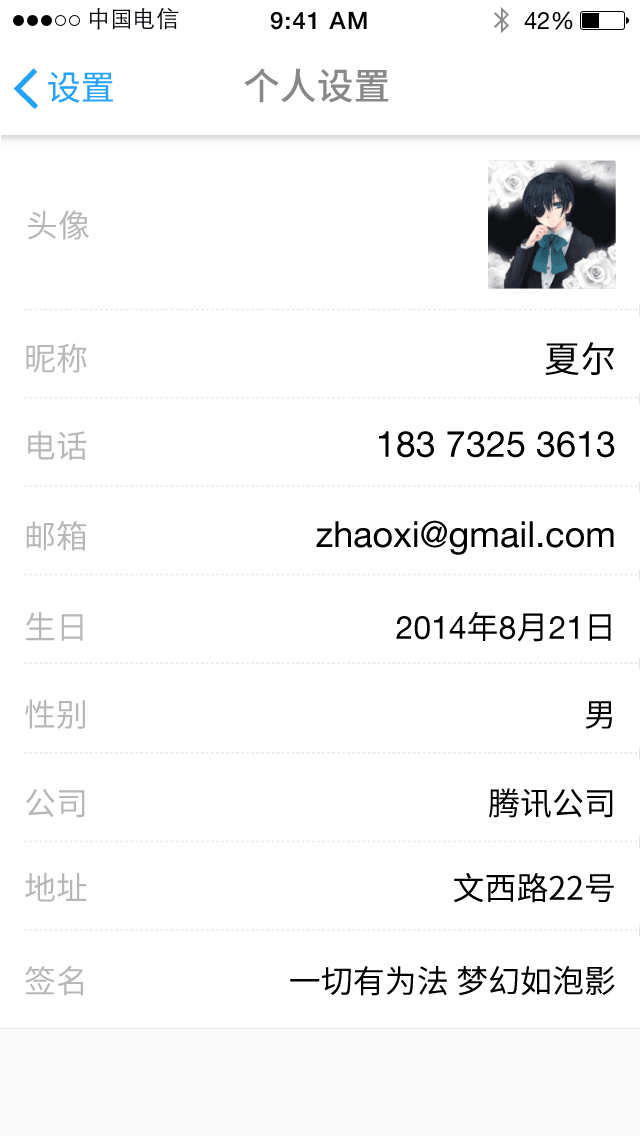 中国电信 9:41 AM 42%
设置 个人设置
头像
昵称 夏尔
电话 183 7325 3613
邮箱 zhaoxi@gmail.com
生日 2014年8月21日
性别 男
公司 腾讯公司
地址 文西路22号
签名 一切有为法 梦幻如泡影